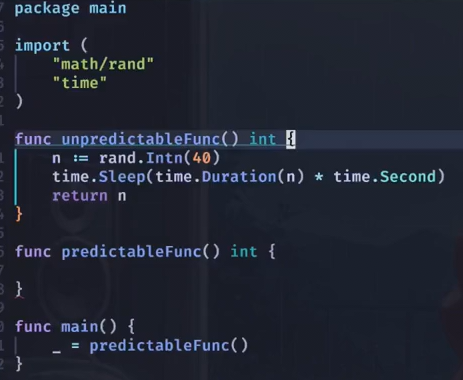 package main
import (
"math/rand"
"time"
)
func unpredictableFunc() int {
n := rand.Intn(40)
time.Sleep(time.Duration(n) * time.Second)
return n
}
func predictableFunc() int {
}
func main() {
_ = predictableFunc()
}